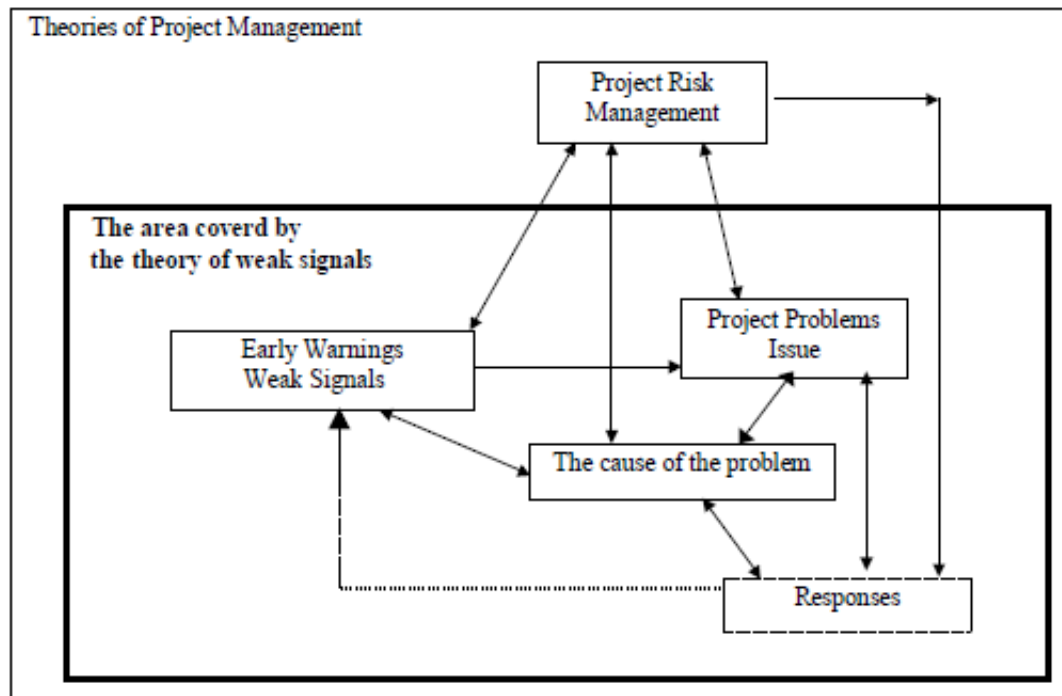 Theories of Project Management
Project Risk
Management
The area coverd by
the theory of weak signals
Project Problems
Issue
Early Warnings
Weak Signals
The cause of the problem
Responses